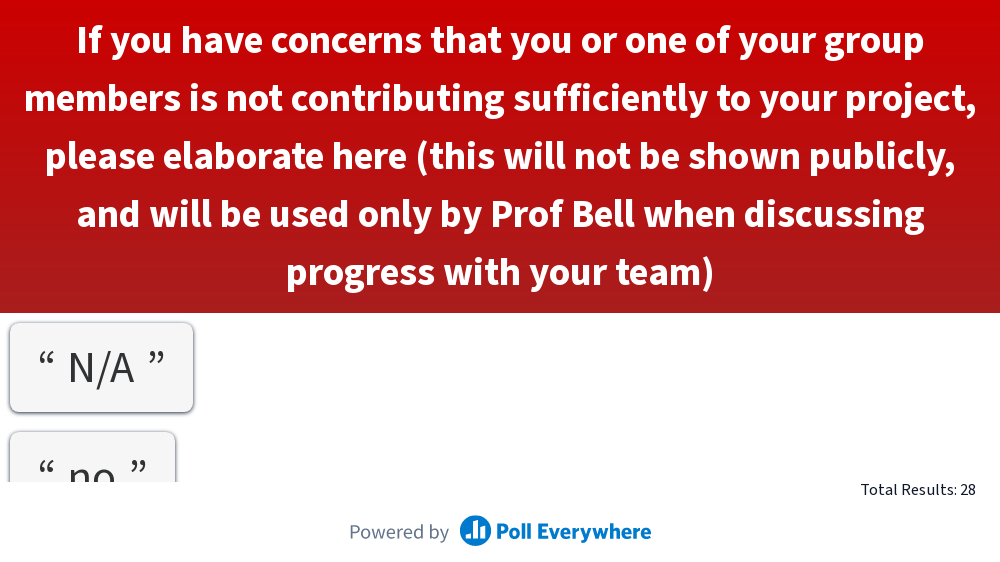 If you have concerns that you or one of your group
members is not contributing sufficiently to your project,
please elaborate here (this will not be shown publicly,
and will be used only by Prof Bell when discussing
progress with your team)
“ N/A ”
“ no ”
Total Results: 28
Powered by Poll Everywhere